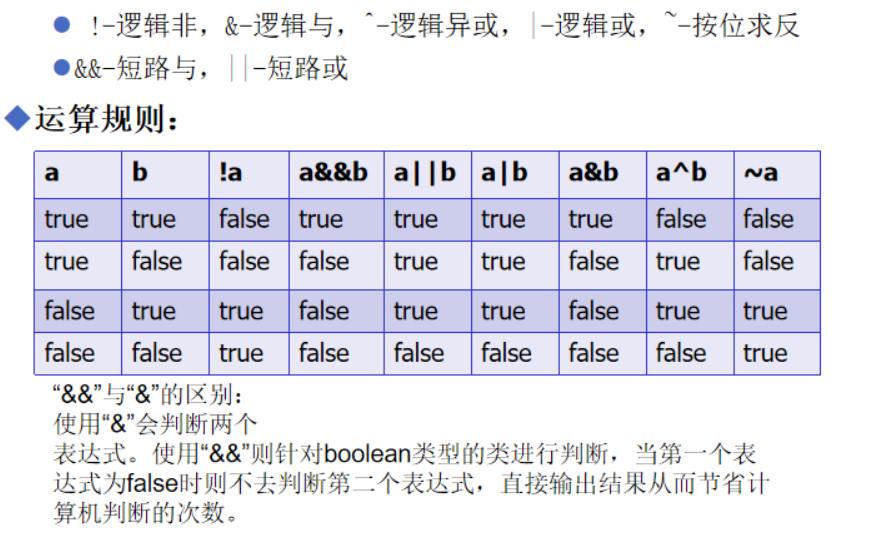 !-逻辑非，&-逻辑与，^-逻辑异或，|-逻辑或，~-按位求反
&&-短路与，||-短路或
运算规则：
a b !a a&&b a||b a|b a&b a^b ~a
true true false true true true true false false
true false false false true true false true false
false true true false true true false true true
false false true false false false false false true
“&&”与“&”的区别：
使用“&”会判断两个
表达式。使用“&&”则针对boolean类型的类进行判断，当第一个表
达式为false时则不去判断第二个表达式，直接输出结果从而节省计
算机判断的次数。